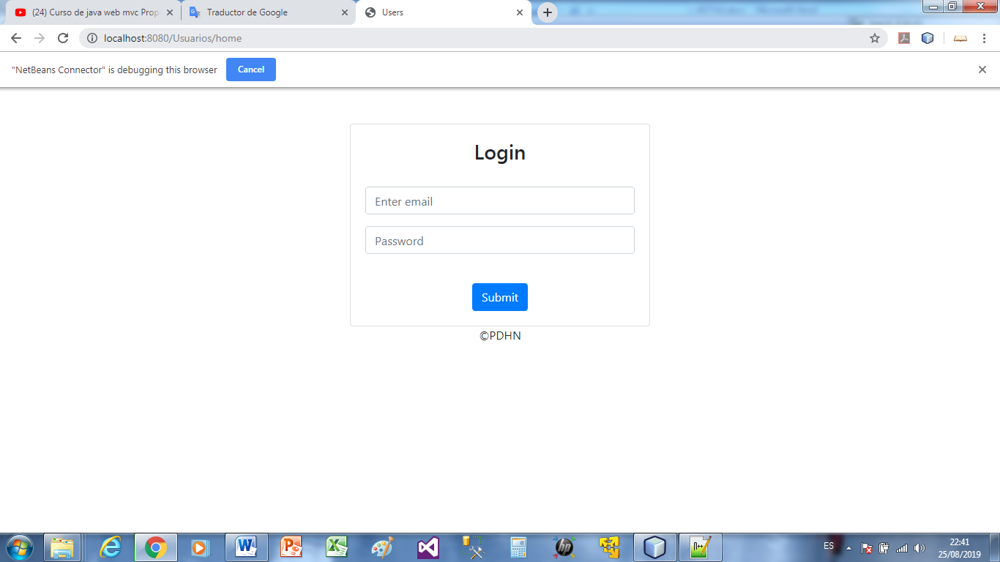 (24) Curso de java web mvc Prop
Traductor de Google
Users
localhost:8080/Usuarios/home
"NetBeans Connector" is debugging this browser
Cancel
Login
Enter email
Password
Submit
©PDHN
ES
22:41
25/08/2019